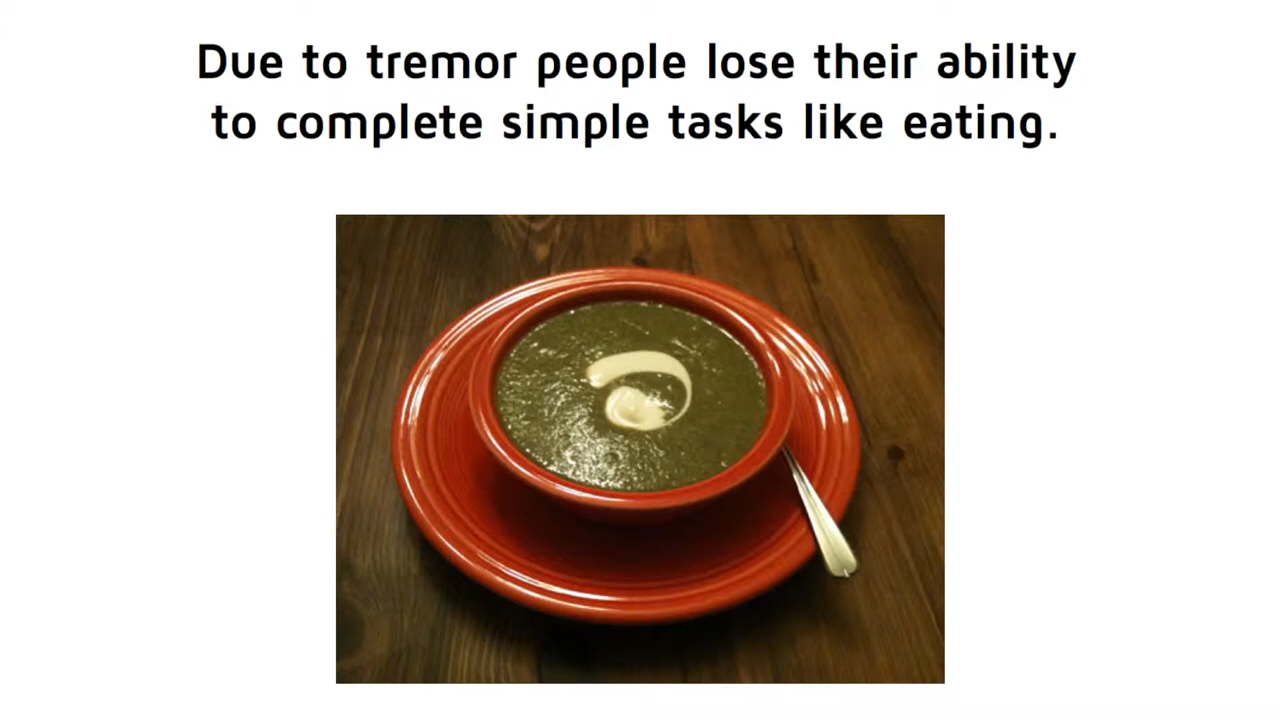 Due to tremor people lose their ability
to complete simple tasks like eating.